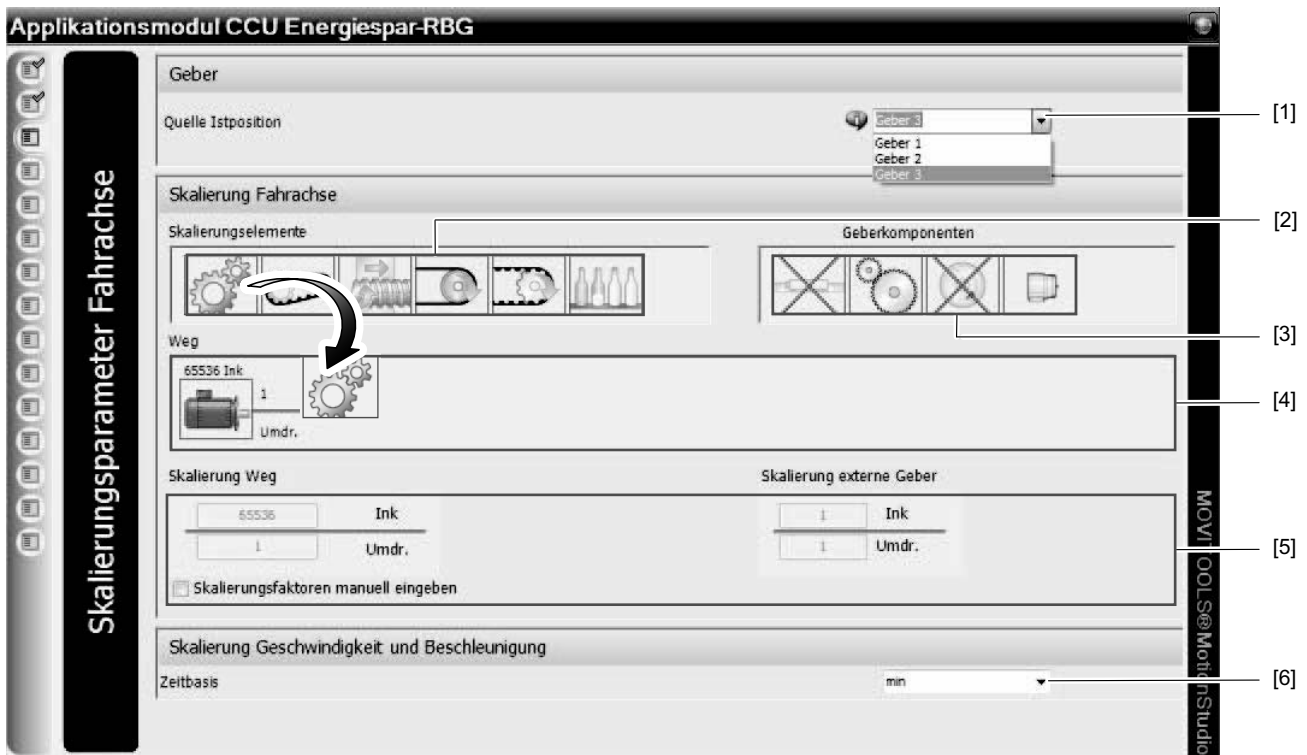 Applikationsmodul CCU Energiespar-RBG
Skalierungsparameter Fahrachse
Geber
Quelle Istposition
Geber 3
Geber 1
Geber 2
Geber 3
[1]
Skalierung Fahrachse
Skalierungselemente
Geberkomponenten
[2]
[3]
Weg
65536 Ink
1
Umdr.
[4]
Skalierung Weg
Skalierung externe Geber
65536 Ink
1 Umdr.
1 Ink
1 Umdr.
Skalierungsfaktoren manuell eingeben
[5]
Skalierung Geschwindigkeit und Beschleunigung
Zeitbasis
min
[6]
MOVITOOLS®MotionStudio